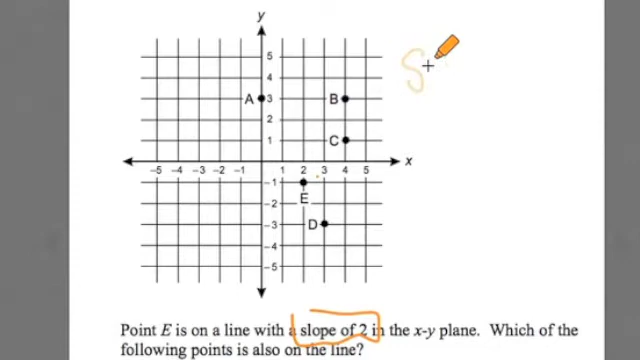 y
5
4
A 3 B
2
1 C
x
-5 -4 -3 -2 -1 1 2 3 4 5
-1
-2 E
-3 D
-4
-5
S
Point E is on a line with a slope of 2 in the x-y plane. Which of the
following points is also on the line?